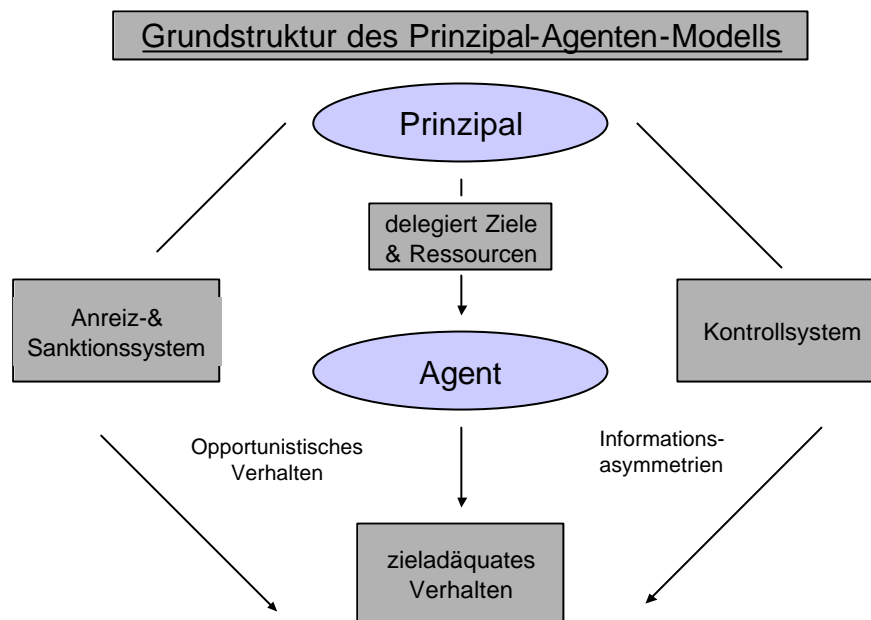 Grundstruktur des Prinzipal-Agenten-Modells
Prinzipal
delegiert Ziele
& Ressourcen
Anreiz-&
Sanktionssystem
Kontrollsystem
Agent
Opportunistisches
Verhalten
Informations-
asymmetrien
zieladäquates
Verhalten